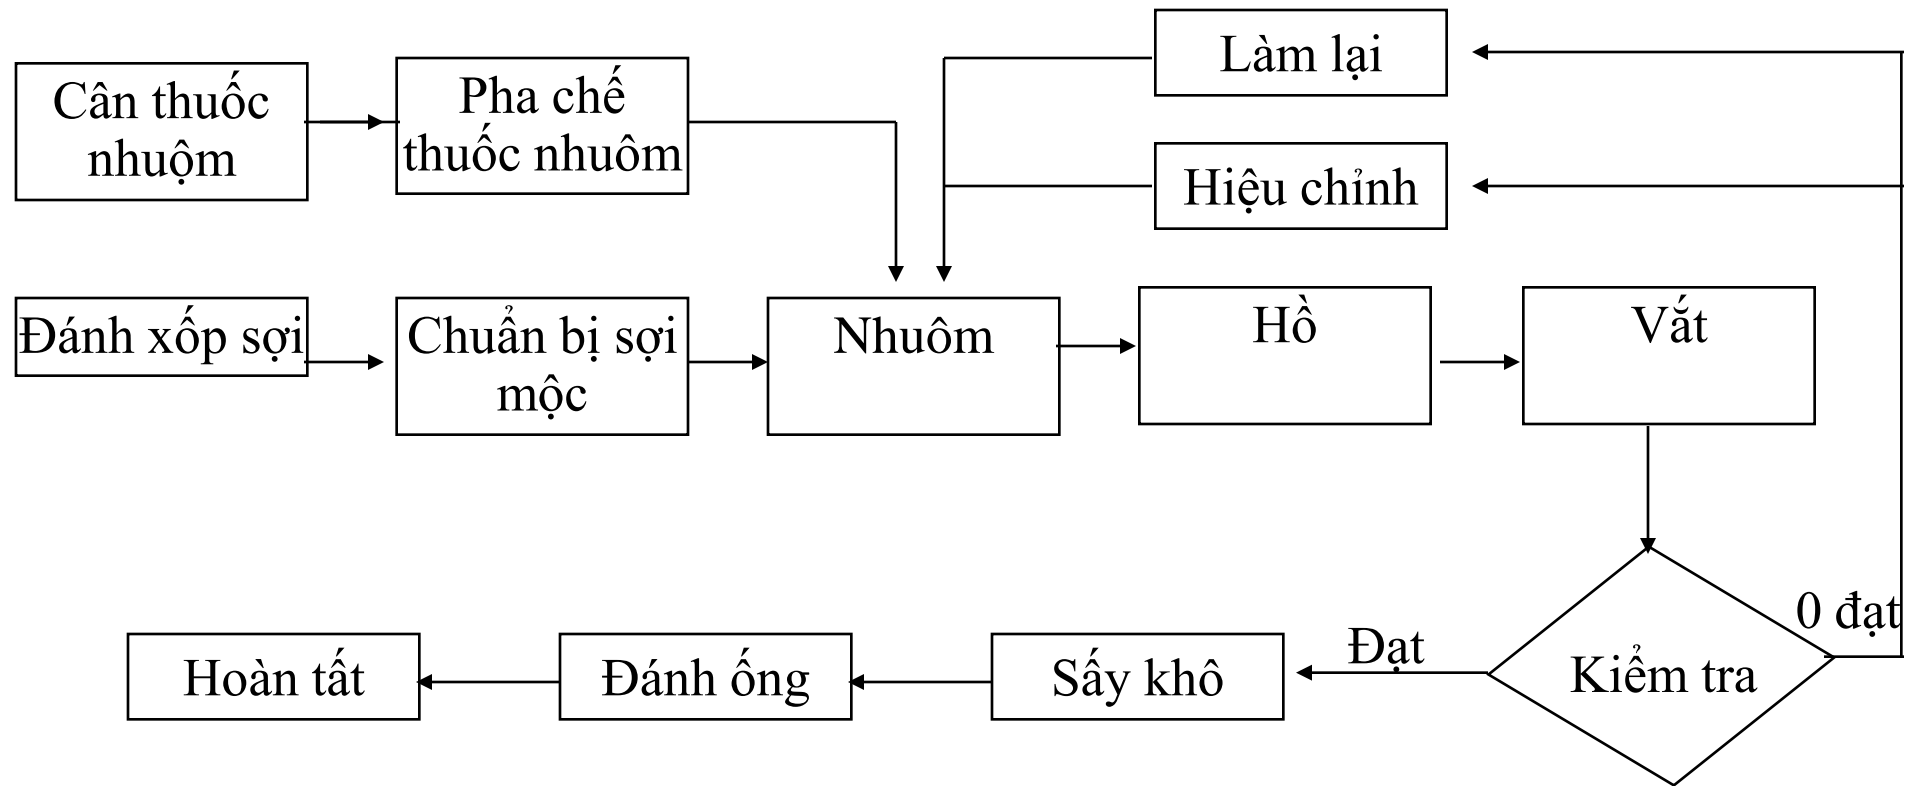 Làm lại
Cân thuốc
nhuộm
Pha chế
thuốc nhuôm
Hiệu chỉnh
Đánh xốp sợi
Chuẩn bị sợi
mộc
Nhuôm
Hồ
Vắt
0 đạt
Đạt
Kiểm tra
Sấy khô
Đánh ống
Hoàn tất